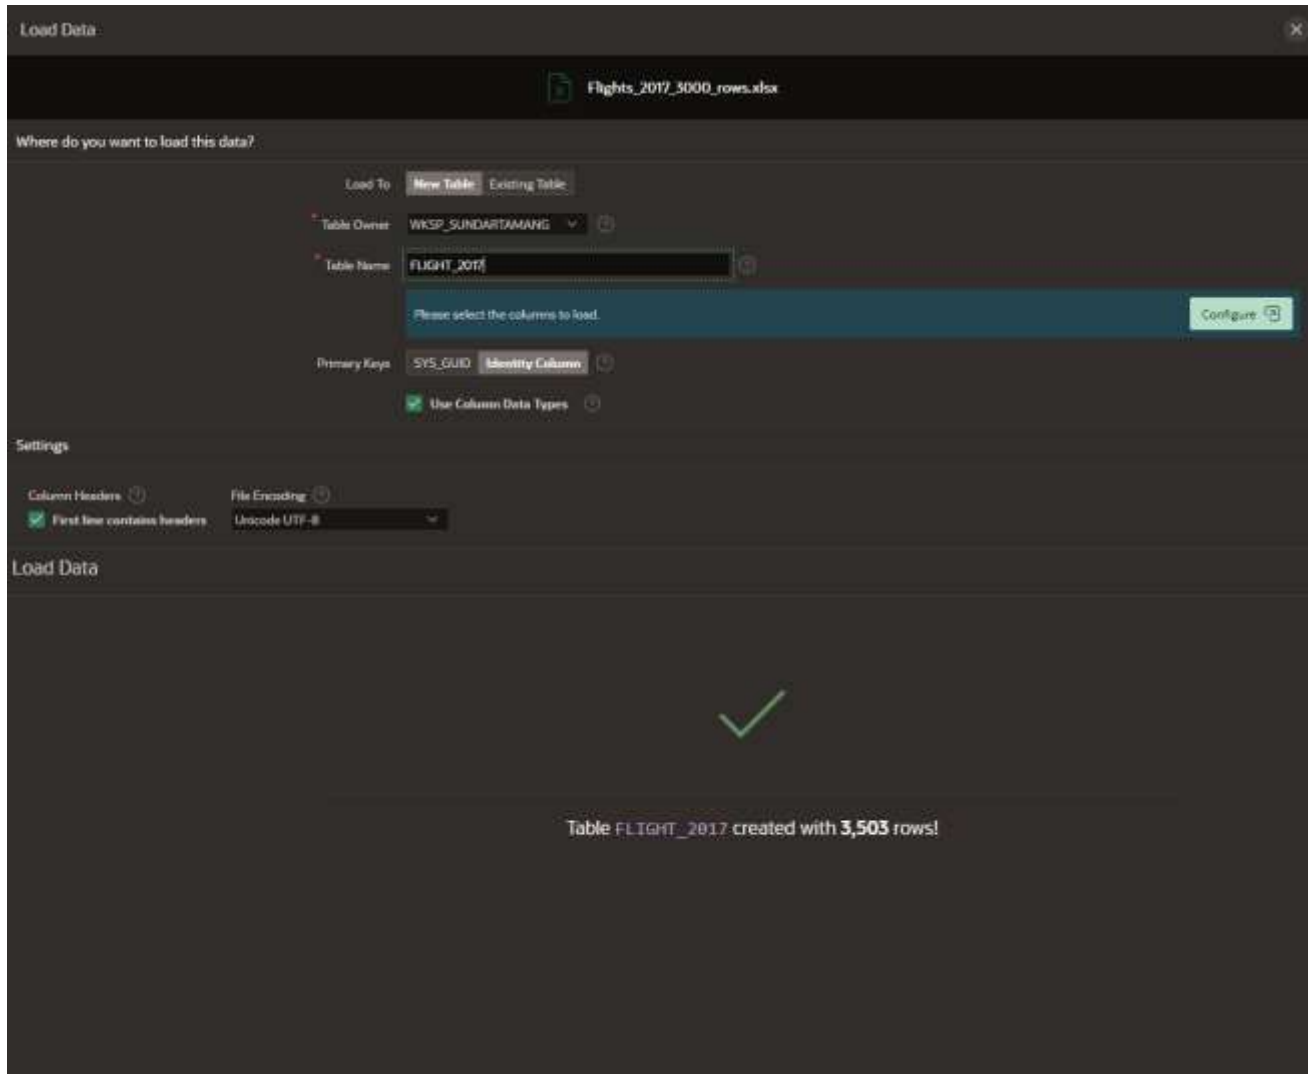 Load Data
Flights_2017_3000_rows.xlsx
Where do you want to load this data?
Load To New Table Existing Table
* Table Owner WKSP_SUNDARTAMANG
* Table Name FLIGHT_2017
Please select the columns to load. Configure
Primary Keys SYS_GUID Identity Column
Use Column Data Types
Settings
Column Headers File Encoding
First line contains headers Unicode UTF-8
Load Data
Table FLIGHT_2017 created with 3,503 rows!